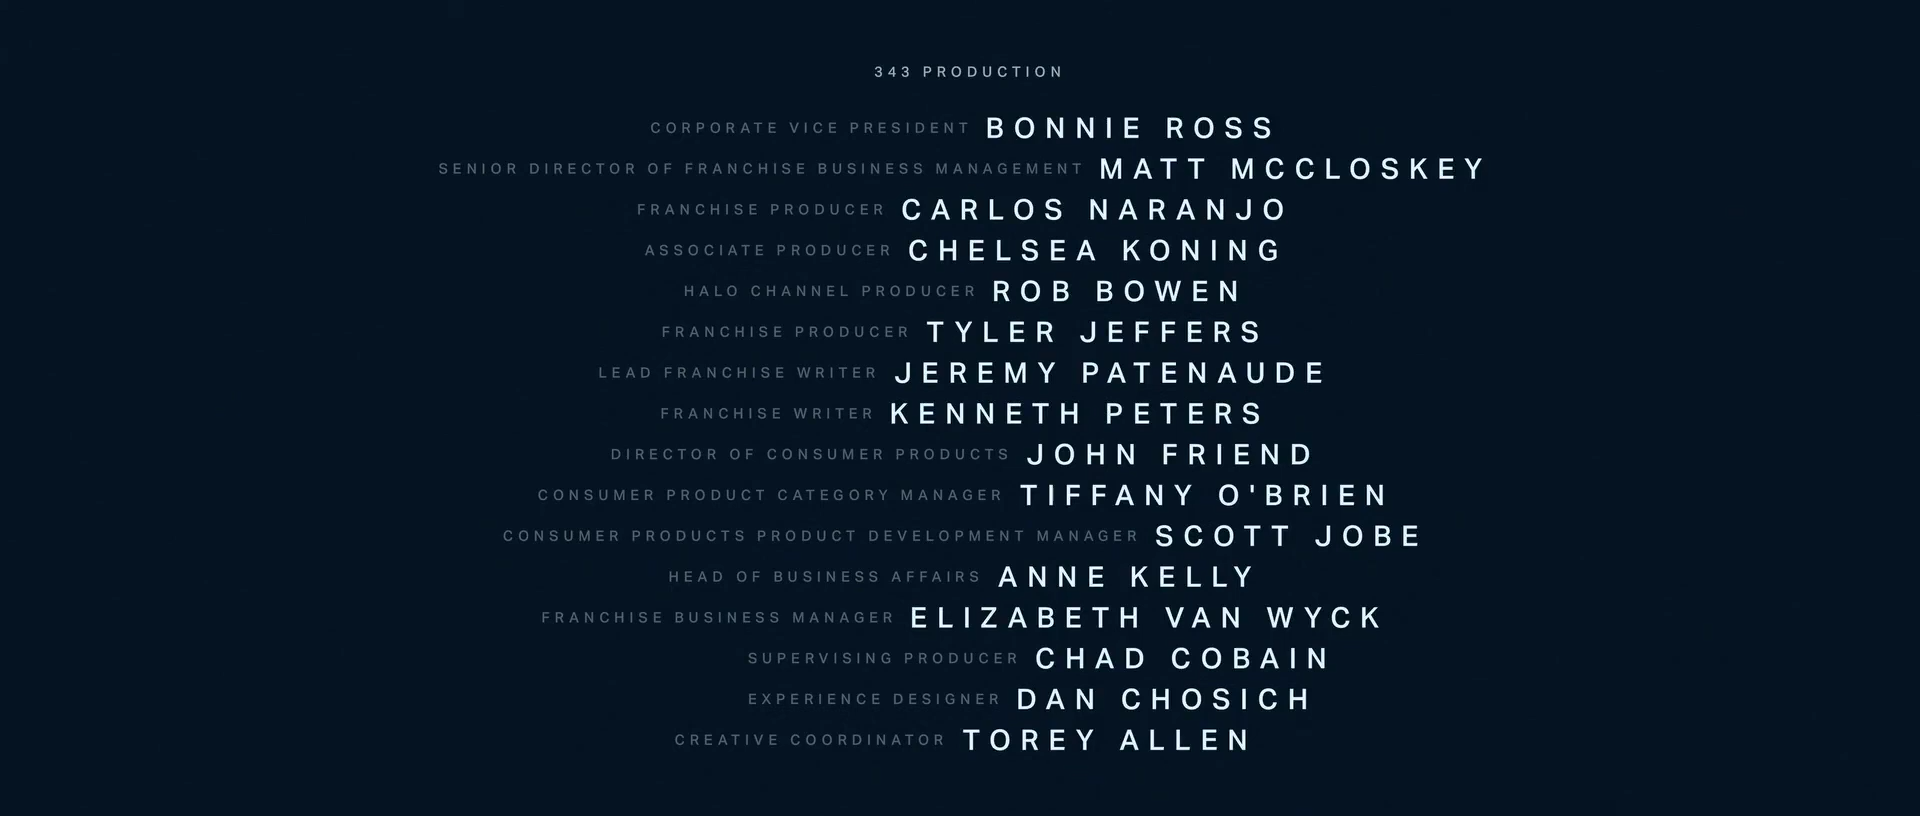 343 PRODUCTION
CORPORATE VICE PRESIDENT BONNIE ROSS
SENIOR DIRECTOR OF FRANCHISE BUSINESS MANAGEMENT MATT MCCLOSKEY
FRANCHISE PRODUCER CARLOS NARANJO
ASSOCIATE PRODUCER CHELSEA KONING
HALO CHANNEL PRODUCER ROB BOWEN
FRANCHISE PRODUCER TYLER JEFFERS
LEAD FRANCHISE WRITER JEREMY PATENAUDE
FRANCHISE WRITER KENNETH PETERS
DIRECTOR OF CONSUMER PRODUCTS JOHN FRIEND
CONSUMER PRODUCT CATEGORY MANAGER TIFFANY O'BRIEN
CONSUMER PRODUCTS PRODUCT DEVELOPMENT MANAGER SCOTT JOBE
HEAD OF BUSINESS AFFAIRS ANNE KELLY
FRANCHISE BUSINESS MANAGER ELIZABETH VAN WYCK
SUPERVISING PRODUCER CHAD COBAIN
EXPERIENCE DESIGNER DAN CHOSICH
CREATIVE COORDINATOR TOREY ALLEN